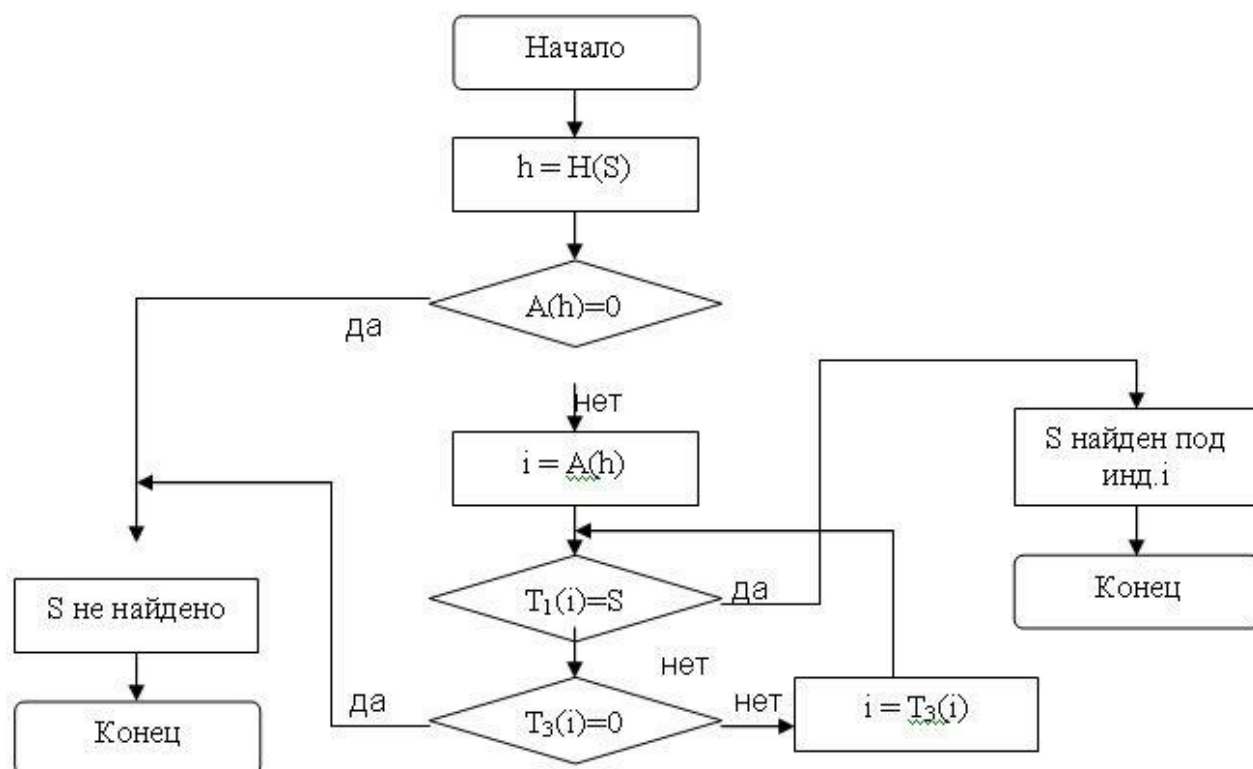 Начало
h = H(S)
A(h)=0
да
нет
i = A(h)
S найден под
инд.i
Конец
T₁(i)=S
да
нет
S не найдено
Конец
T₃(i)=0
да
нет
i = T₃(i)